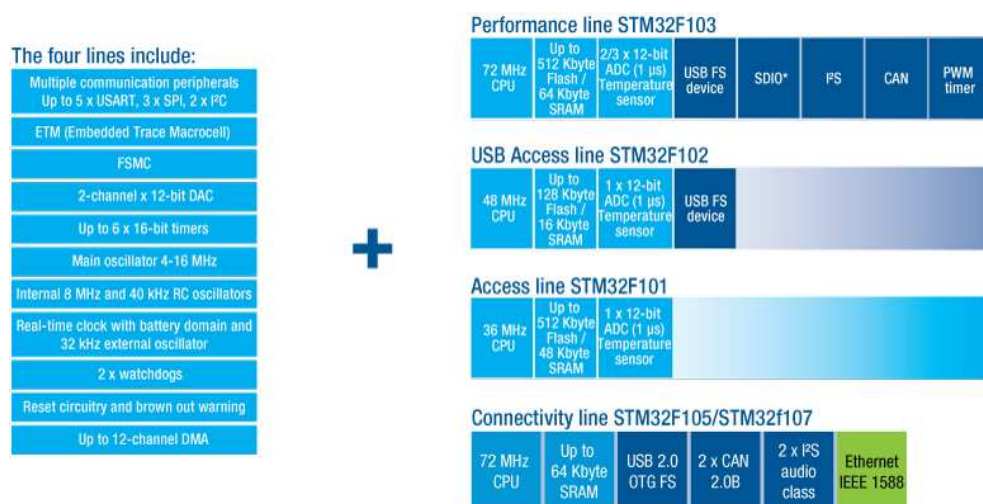 The four lines include:
Multiple communication peripherals
Up to 5 x USART, 3 x SPI, 2 x I²C
ETM (Embedded Trace Macrocell)
FSMC
2-channel x 12-bit DAC
Up to 6 x 16-bit timers
Main oscillator 4-16 MHz
Internal 8 MHz and 40 kHz RC oscillators
Real-time clock with battery domain and
32 kHz external oscillator
2 x watchdogs
Reset circuitry and brown out warning
Up to 12-channel DMA
+
Performance line STM32F103
72 MHz
CPU
Up to
512 Kbyte
Flash /
64 Kbyte
SRAM
2/3 x 12-bit
ADC (1 µs)
Temperature
sensor
USB FS
device
SDIO*
I²S
CAN
PWM
timer
USB Access line STM32F102
48 MHz
CPU
Up to
128 Kbyte
Flash /
16 Kbyte
SRAM
1 x 12-bit
ADC (1 µs)
Temperature
sensor
USB FS
device
Access line STM32F101
36 MHz
CPU
Up to
512 Kbyte
Flash /
48 Kbyte
SRAM
1 x 12-bit
ADC (1 µs)
Temperature
sensor
Connectivity line STM32F105/STM32f107
72 MHz
CPU
Up to
64 Kbyte
SRAM
USB 2.0
OTG FS
2 x CAN
2.0B
2 x I²S
audio
class
Ethernet
IEEE 1588